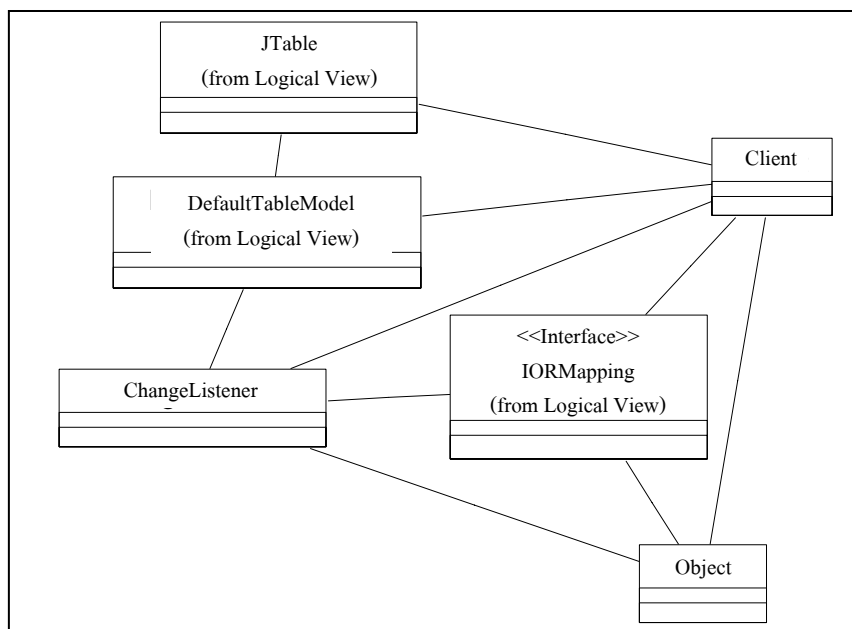 JTable
(from Logical View)
Client
DefaultTableModel
(from Logical View)
<<Interface>>
IORMapping
(from Logical View)
ChangeListener
Object